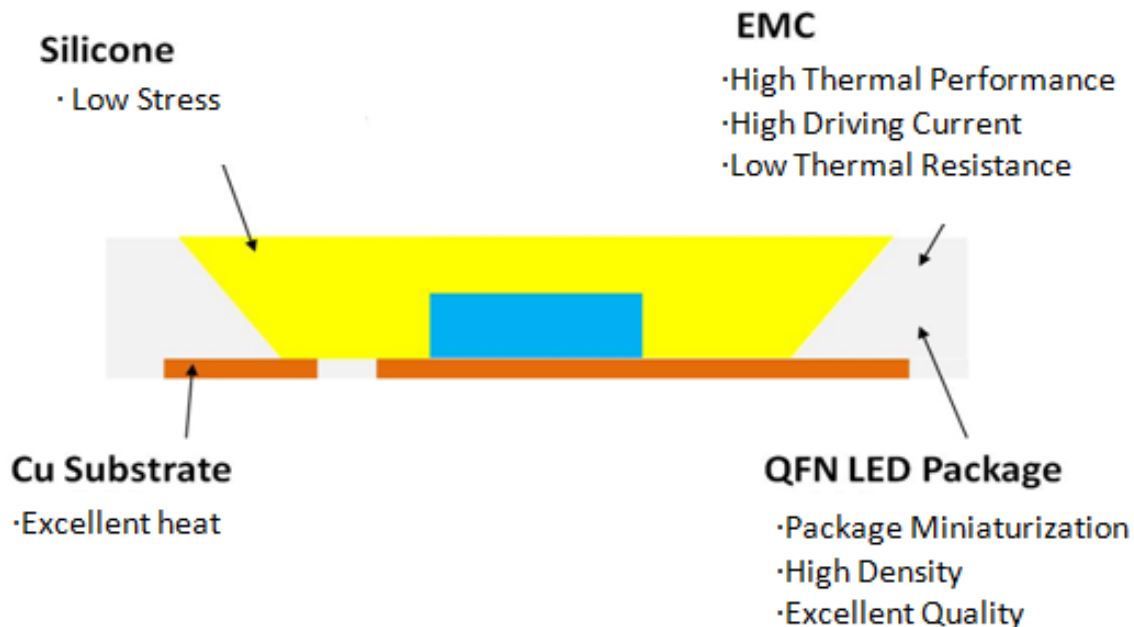 Silicone
· Low Stress
EMC
·High Thermal Performance
·High Driving Current
·Low Thermal Resistance
Cu Substrate
·Excellent heat
QFN LED Package
·Package Miniaturization
·High Density
·Excellent Quality